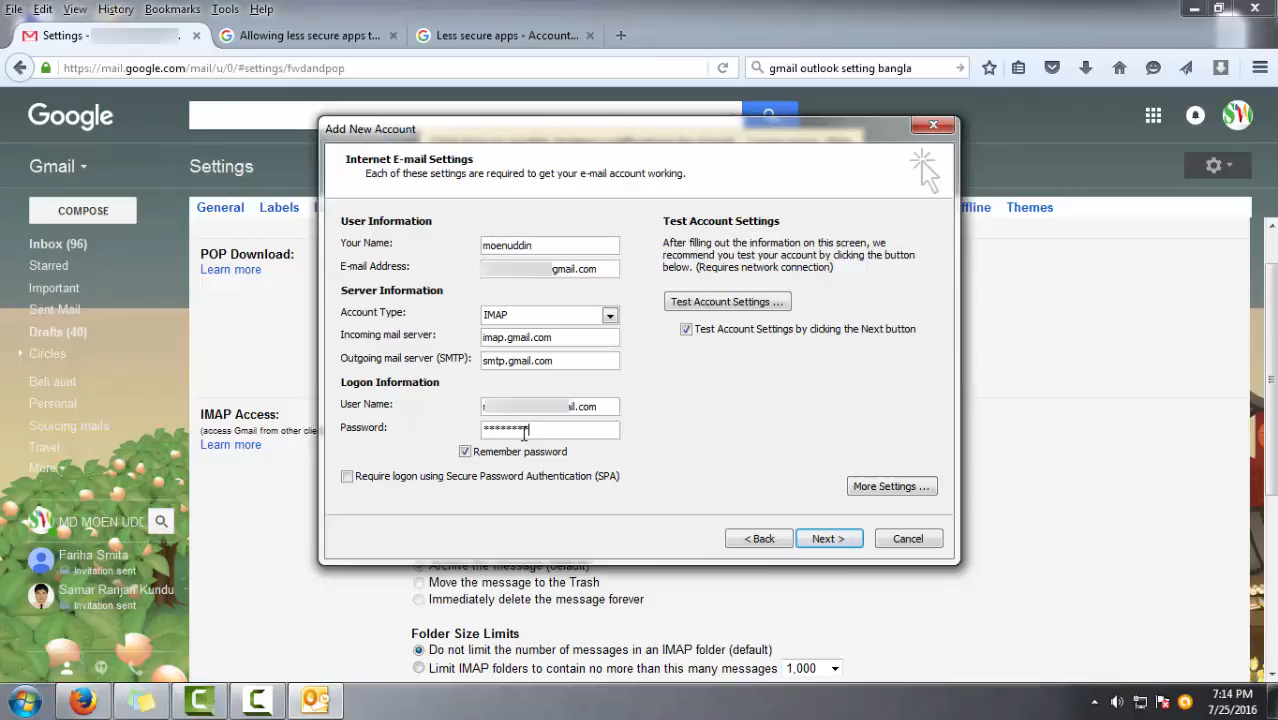 File Edit View History Bookmarks Tools Help
Settings -
Allowing less secure apps t...
Less secure apps - Account...
https://mail.google.com/mail/u/0/#settings/fwdandpop
gmail outlook setting bangla
Google
Gmail
Settings
COMPOSE
Inbox (96)
Starred
Important
Sent Mail
Drafts (40)
Circles
Beli aunt
Personal
Sourcing mails
Travel
More
MD MOEN UDD
Fariha Smita
Invitation sent
Samar Ranjan Kundu
Invitation sent
General Labels
ffline Themes
POP Download:
Learn more
IMAP Access:
(access Gmail from other clie
Learn more
Add New Account
Internet E-mail Settings
Each of these settings are required to get your e-mail account working.
User Information
Your Name: moenuddin
E-mail Address: gmail.com
Server Information
Account Type: IMAP
Incoming mail server: imap.gmail.com
Outgoing mail server (SMTP): smtp.gmail.com
Logon Information
User Name: il.com
Password: ********
Remember password
Require logon using Secure Password Authentication (SPA)
Test Account Settings
After filling out the information on this screen, we
recommend you test your account by clicking the button
below. (Requires network connection)
Test Account Settings ...
Test Account Settings by clicking the Next button
More Settings ...
< Back Next > Cancel
Archive the message (default)
Move the message to the Trash
Immediately delete the message forever
Folder Size Limits
Do not limit the number of messages in an IMAP folder (default)
Limit IMAP folders to contain no more than this many messages 1,000
7:14 PM
7/25/2016